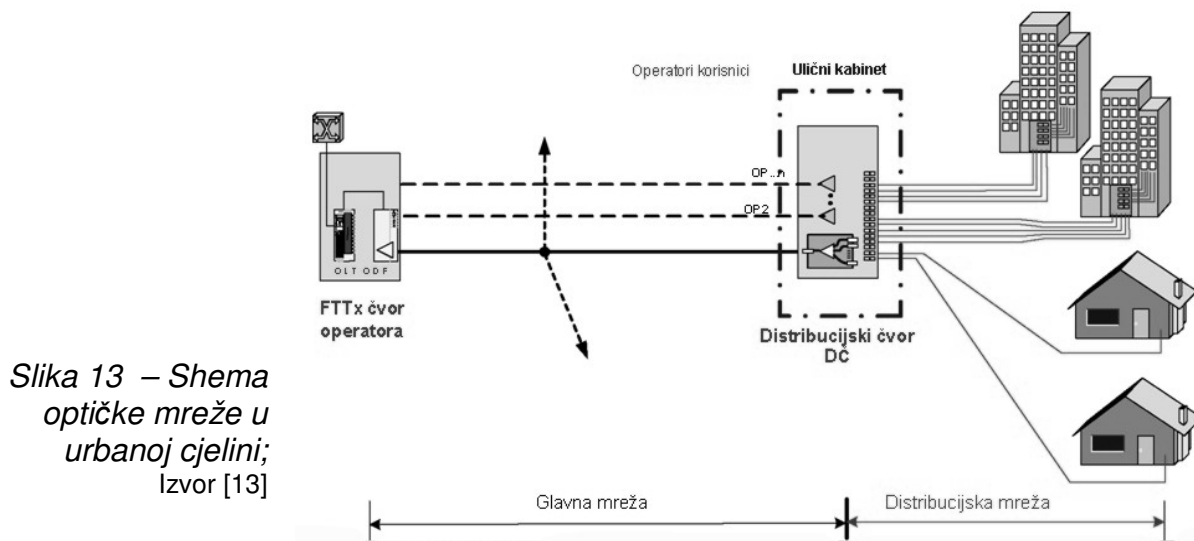 Operatori korisnici
Ulični kabinet
OP...n
OP2
OLT ODF
FTTx čvor
operatora
Distribucijski čvor
DČ
Slika 13 – Shema
optičke mreže u
urbanoj cjelini;
Izvor [13]
Glavna mreža
Distribucijska mreža